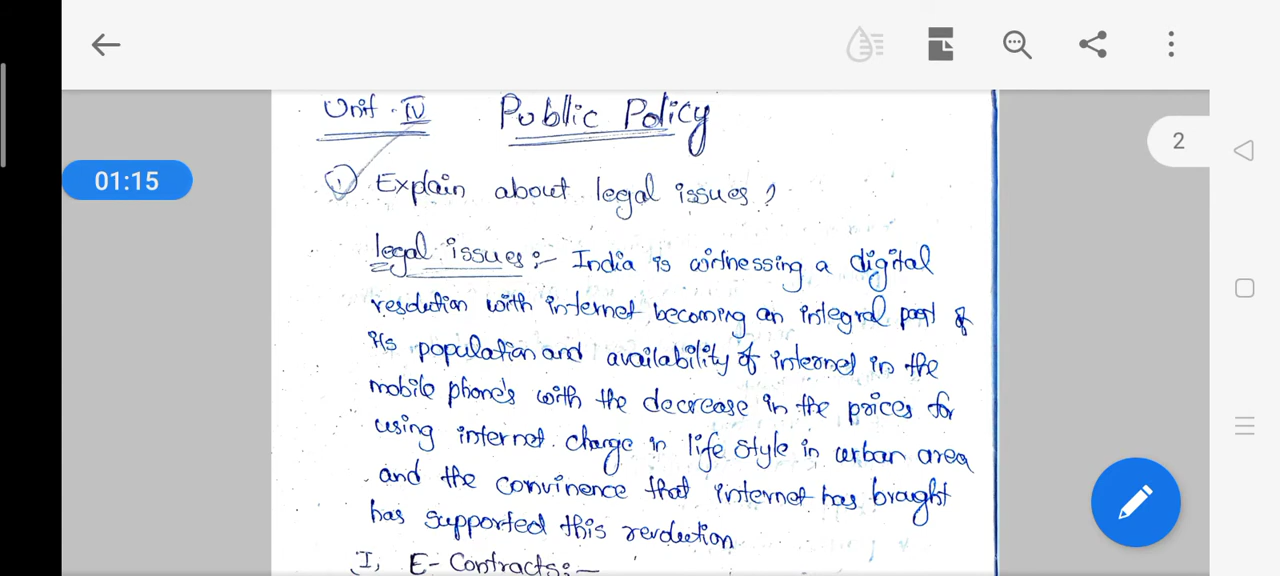 2
01:15
Unit - IV Public Policy
① Explain about legal issues?
legal issues :- India is witnessing a digital
resolution with internet becoming an integral part of
its population and availability of internet in the
mobile phone's with the decrease in the prices for
using internet. change in life style in urban area
and the convinence that internet has braught
has supported this revolution
I, E- Contracts:-